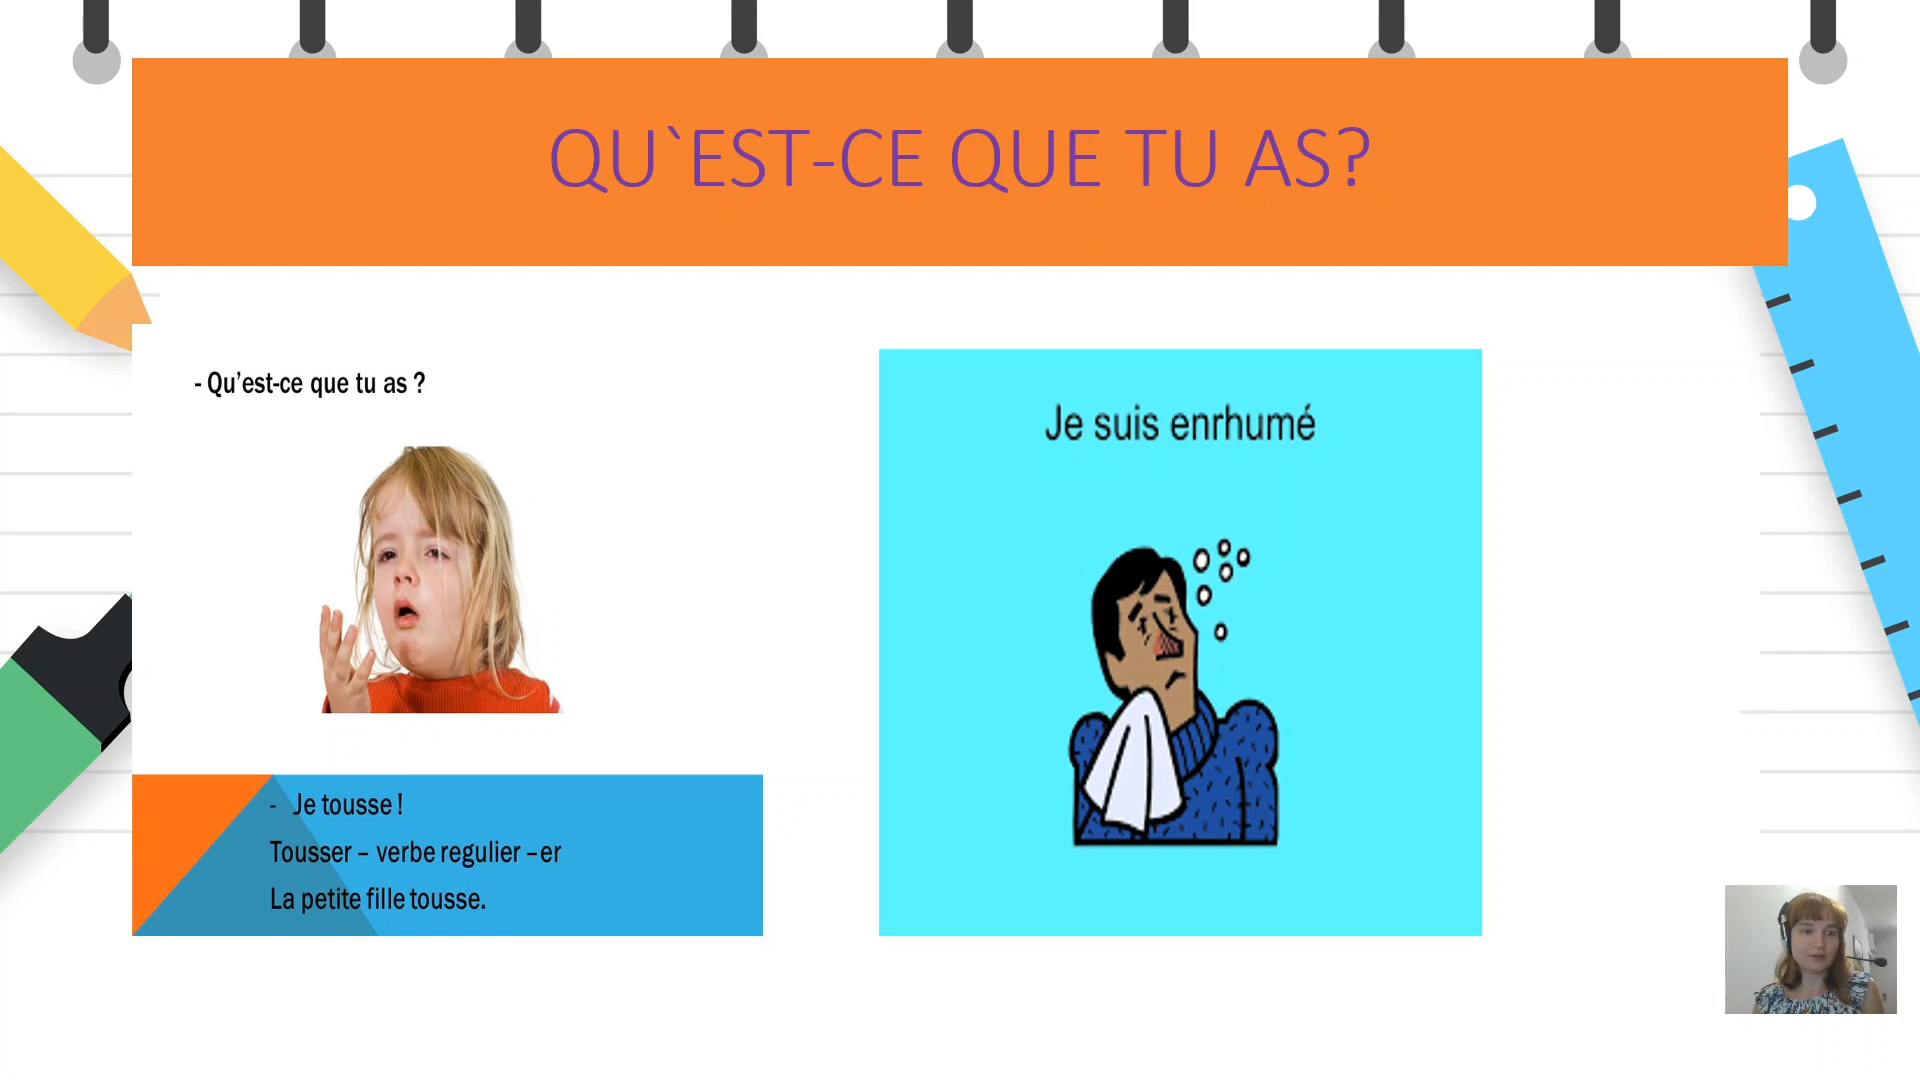 QU`EST-CE QUE TU AS?
- Qu’est-ce que tu as ?
- Je tousse !
Tousser – verbe regulier –er
La petite fille tousse.
Je suis enrhumé